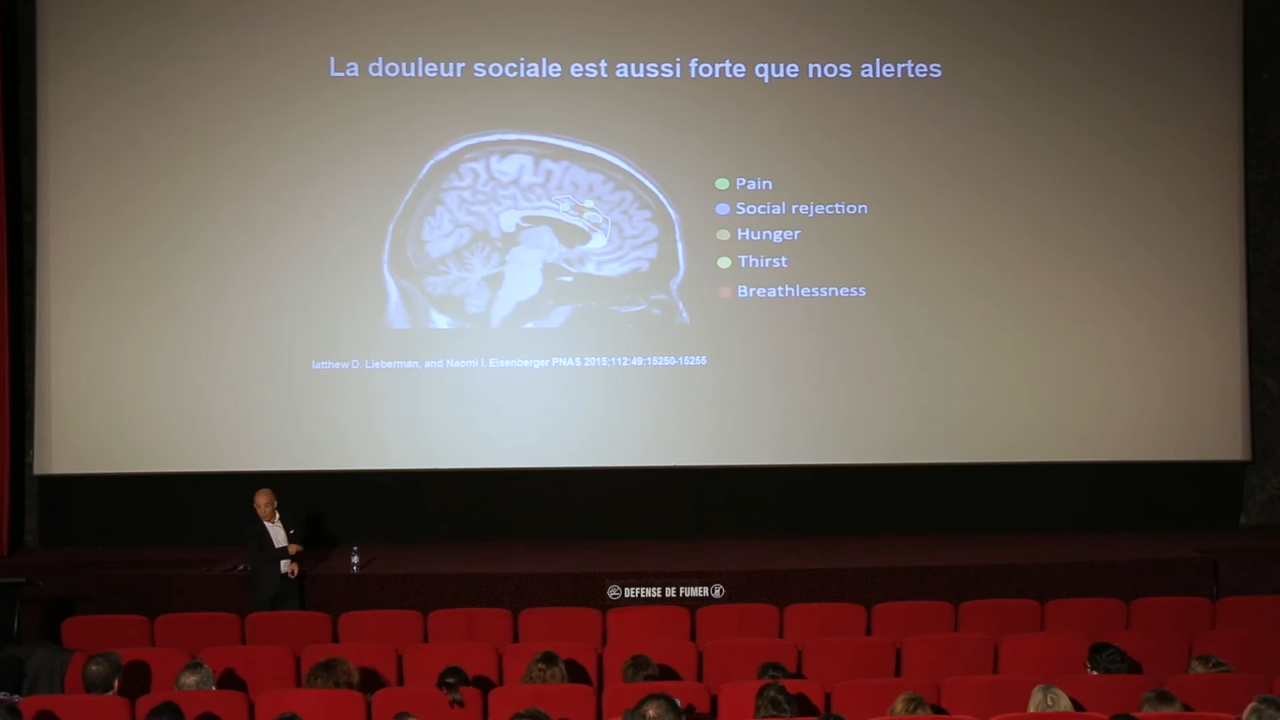 La douleur sociale est aussi forte que nos alertes
Pain
Social rejection
Hunger
Thirst
Breathlessness
atthew D. Lieberman, and Naomi I. Eisenberger PNAS 2015;112:49:15250-15255
DEFENSE DE FUMER